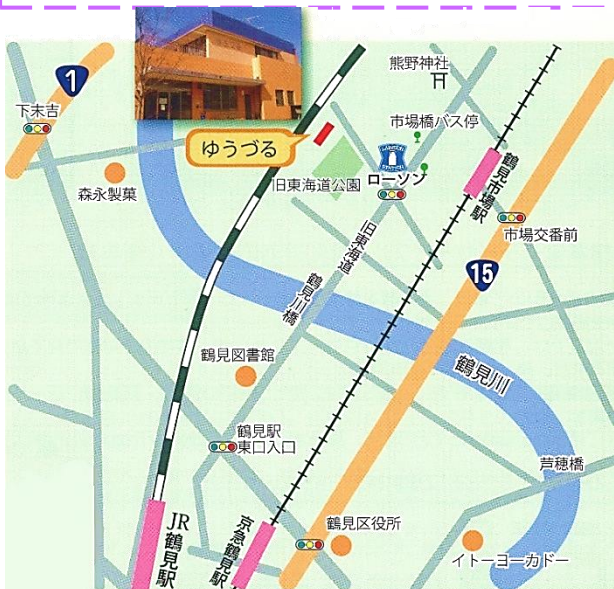 1
下末吉
森永製菓
ゆうづる
熊野神社
市場橋バス停
旧東海道公園
ローソン
鶴見市場駅
市場交番前
旧東海道
15
鶴見川橋
鶴見図書館
鶴見川
鶴見駅
東口入口
芦穂橋
JR
鶴見駅
京急鶴見駅
鶴見区役所
イトーヨーカドー